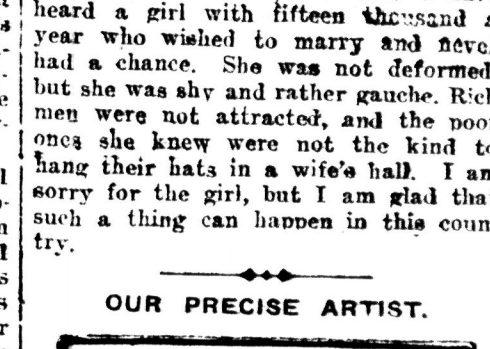 heard a girl with fifteen thousand a
year who wished to marry and neve
had a chance. She was not deformed
but she was shy and rather gauche. Ric
men were not attracted, and the poo
ones she knew were not the kind to
hang their hats in a wife's hall. I am
sorry for the girl, but I am glad tha
such a thing can happen in this coun
try.
OUR PRECISE ARTIST.